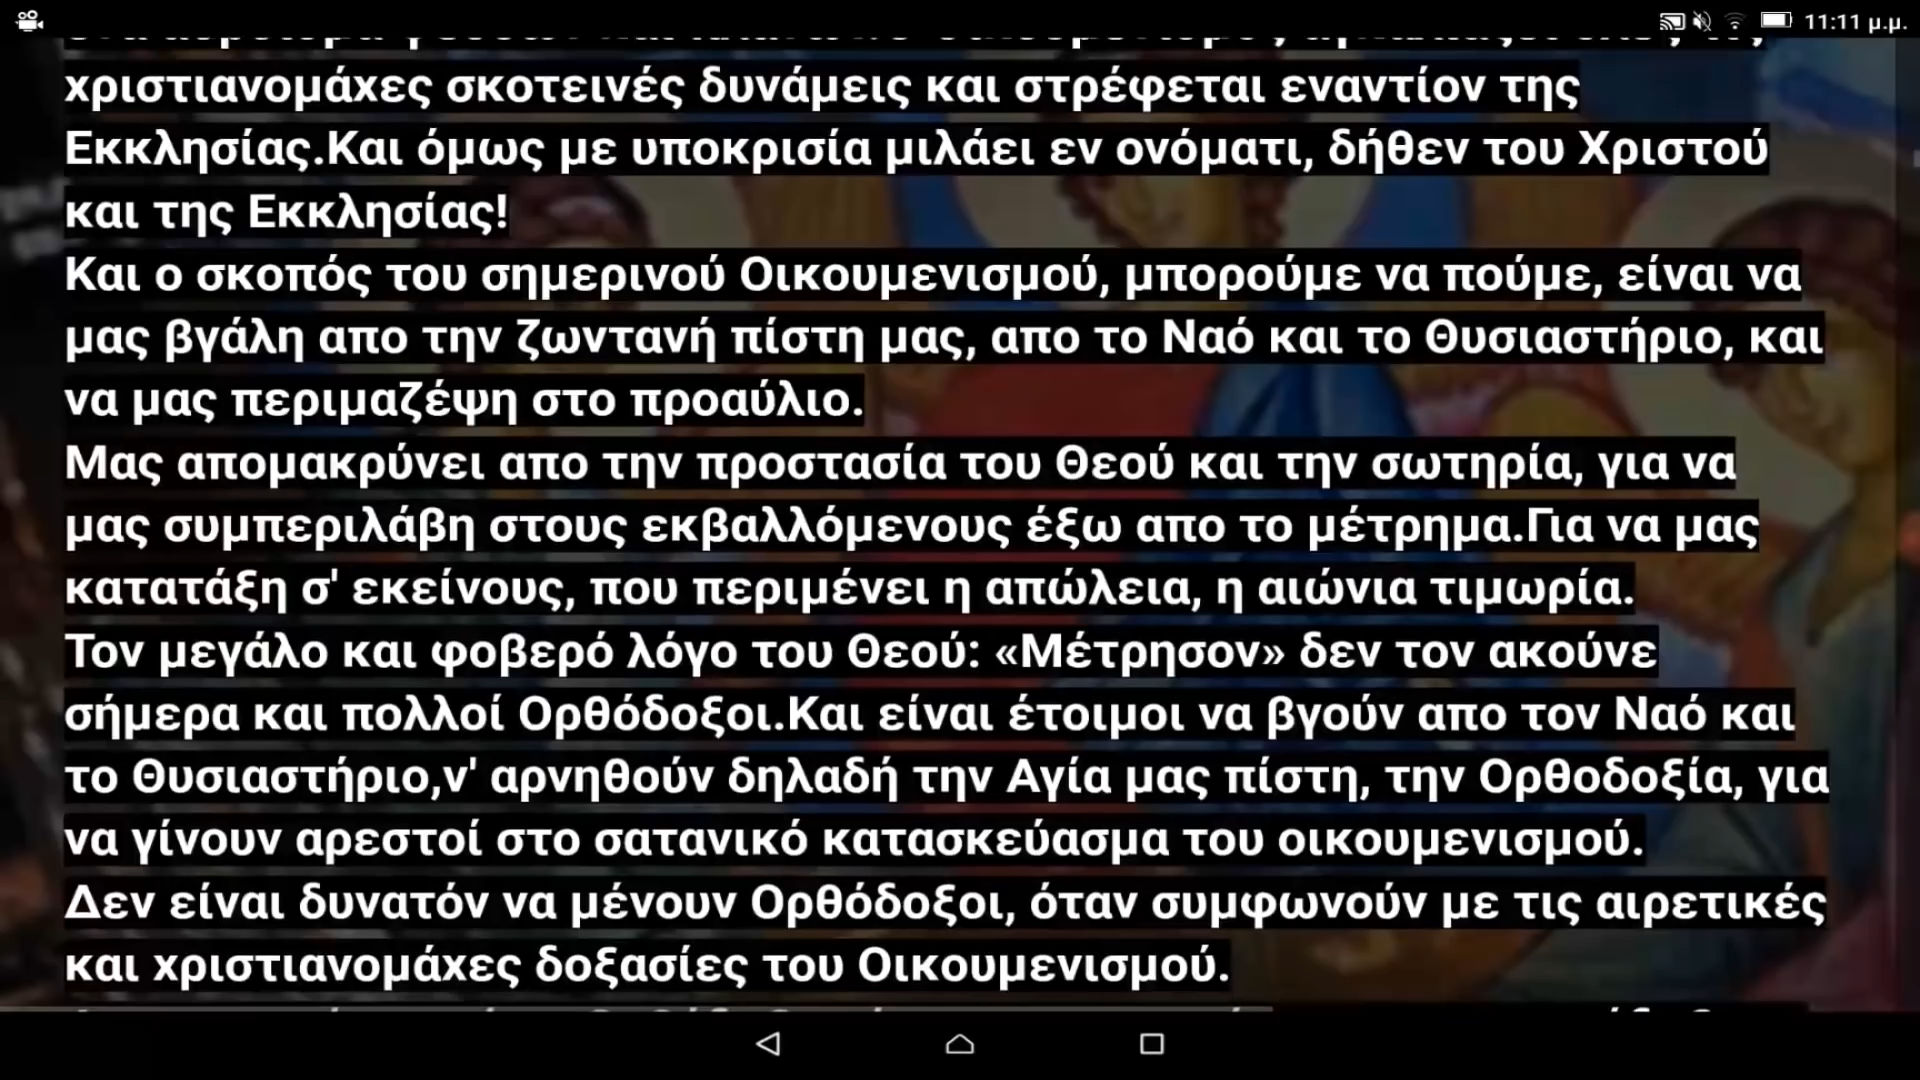 11:11 μ.μ.
χριστιανομάχες σκοτεινές δυνάμεις και στρέφεται εναντίον της
Εκκλησίας.Και όμως με υποκρισία μιλάει εν ονόματι, δήθεν του Χριστού
και της Εκκλησίας!
Και ο σκοπός του σημερινού Οικουμενισμού, μπορούμε να πούμε, είναι να
μας βγάλη απο την ζωντανή πίστη μας, απο το Ναό και το Θυσιαστήριο, και
να μας περιμαζέψη στο προαύλιο.
Μας απομακρύνει απο την προστασία του Θεού και την σωτηρία, για να
μας συμπεριλάβη στους εκβαλλόμενους έξω απο το μέτρημα.Για να μας
κατατάξη σ' εκείνους, που περιμένει η απώλεια, η αιώνια τιμωρία.
Τον μεγάλο και φοβερό λόγο του Θεού: «Μέτρησον» δεν τον ακούνε
σήμερα και πολλοί Ορθόδοξοι.Και είναι έτοιμοι να βγούν απο τον Ναό και
το Θυσιαστήριο,ν' αρνηθούν δηλαδή την Αγία μας πίστη, την Ορθοδοξία, για
να γίνουν αρεστοί στο σατανικό κατασκεύασμα του οικουμενισμού.
Δεν είναι δυνατόν να μένουν Ορθόδοξοι, όταν συμφωνούν με τις αιρετικές
και χριστιανομάχες δοξασίες του Οικουμενισμού.